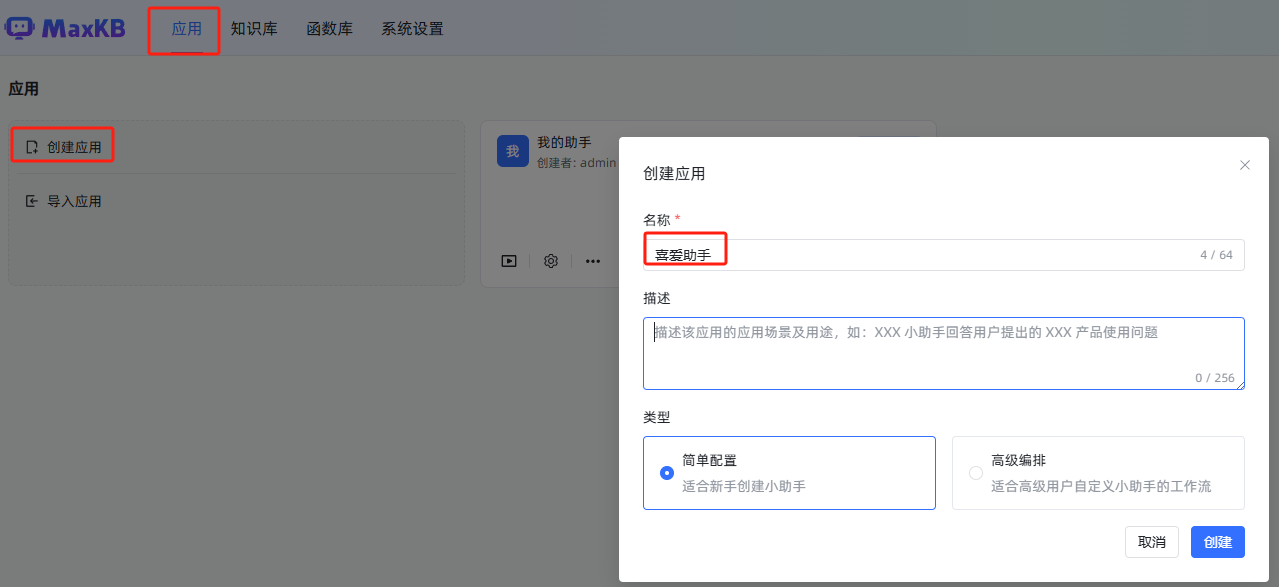 MaxKB 应用 知识库 函数库 系统设置
应用
创建应用
导入应用
我 我的助手
创建者: admin
创建应用
名称 *
喜爱助手 4 / 64
描述
描述该应用的应用场景及用途，如：XXX 小助手回答用户提出的 XXX 产品使用问题
0 / 256
类型
简单配置
适合新手创建小助手
高级编排
适合高级用户自定义小助手的工作流
取消 创建